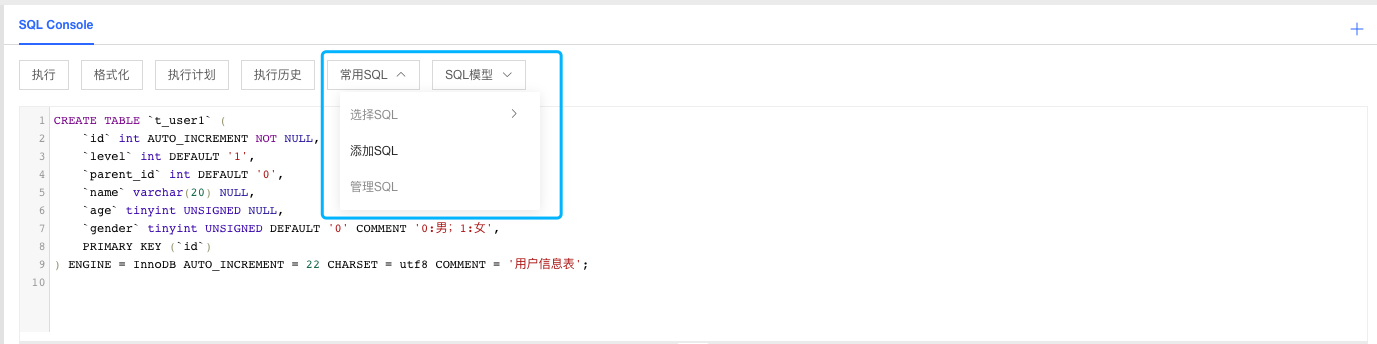 SQL Console
执行 格式化 执行计划 执行历史 常用SQL SQL模型
选择SQL
添加SQL
管理SQL
1 CREATE TABLE `t_user1` (
2 `id` int AUTO_INCREMENT NOT NULL,
3 `level` int DEFAULT '1',
4 `parent_id` int DEFAULT '0',
5 `name` varchar(20) NULL,
6 `age` tinyint UNSIGNED NULL,
7 `gender` tinyint UNSIGNED DEFAULT '0' COMMENT '0:男；1:女',
8 PRIMARY KEY (`id`)
9 ) ENGINE = InnoDB AUTO_INCREMENT = 22 CHARSET = utf8 COMMENT = '用户信息表';
10